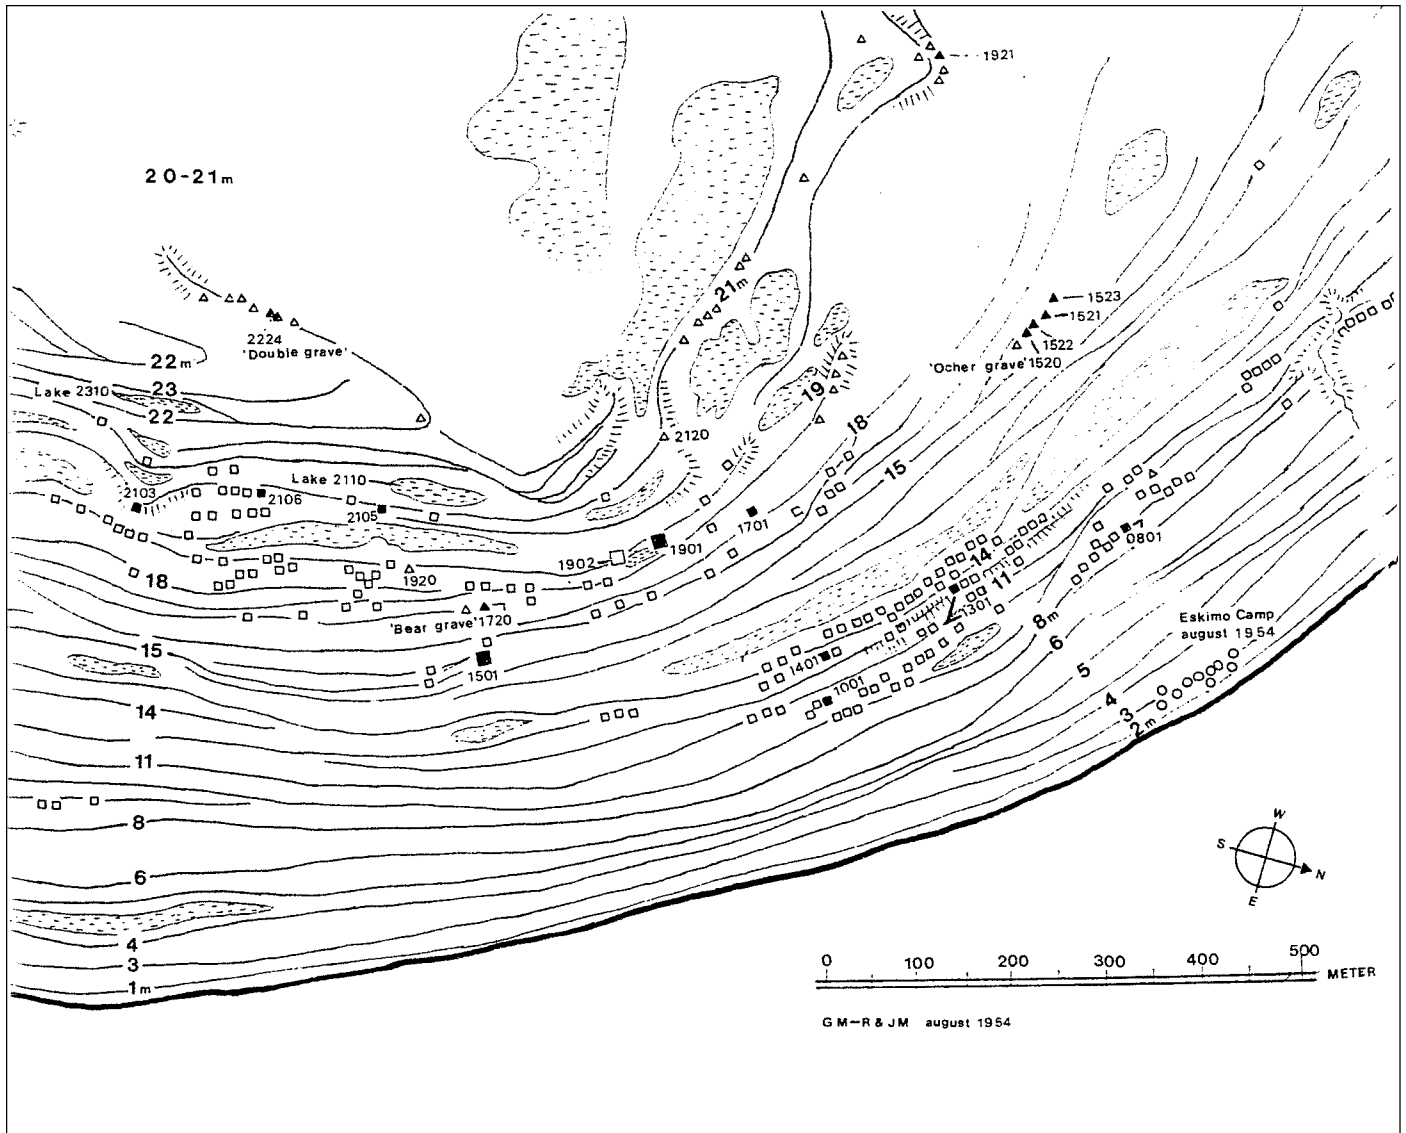 1921
20-21m
21m
1523
1521
1522
2224
'Double grave'
'Ocher grave' 1520
22m
23
Lake 2310
22
19
18
2120
15
Lake 2110
2103
2106
2105
1701
1901
1902
0801
14
11
1301
18
1920
'Bear grave' 1720
8m
6
Eskimo Camp
august 1954
15
1501
1401
1001
5
4
3
2m
14
11
8
6
W
S
N
E
4
3
1m
0 100 200 300 400 500
METER
GM-R & JM august 1954